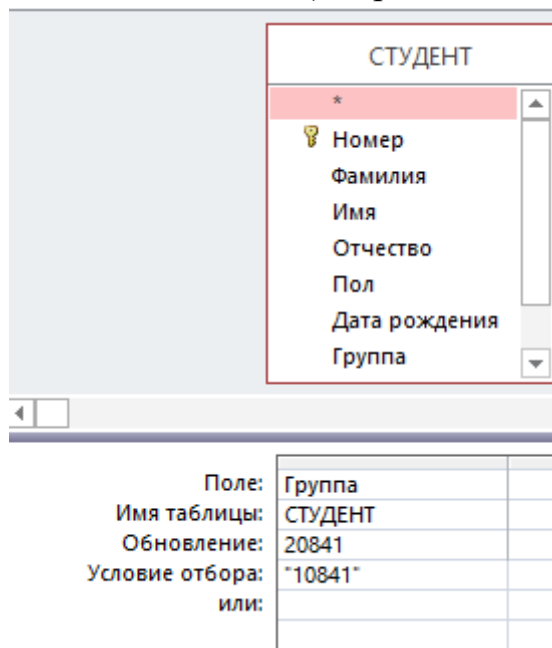 СТУДЕНТ
*
Номер
Фамилия
Имя
Отчество
Пол
Дата рождения
Группа
Поле: Группа
Имя таблицы: СТУДЕНТ
Обновление: 20841
Условие отбора: "10841"
или: